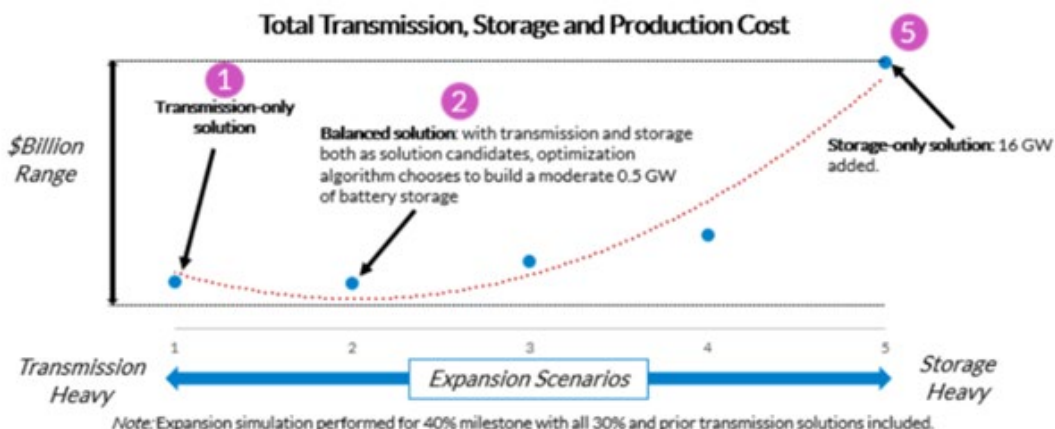 Total Transmission, Storage and Production Cost
5
1
Transmission-only
solution
2
Balanced solution: with transmission and storage
both as solution candidates, optimization
algorithm chooses to build a moderate 0.5 GW
of battery storage
Storage-only solution: 16 GW
added.
$Billion
Range
1 2 3 4 5
Transmission
Heavy
Expansion Scenarios
Storage
Heavy
Note: Expansion simulation performed for 40% milestone with all 30% and prior transmission solutions included.